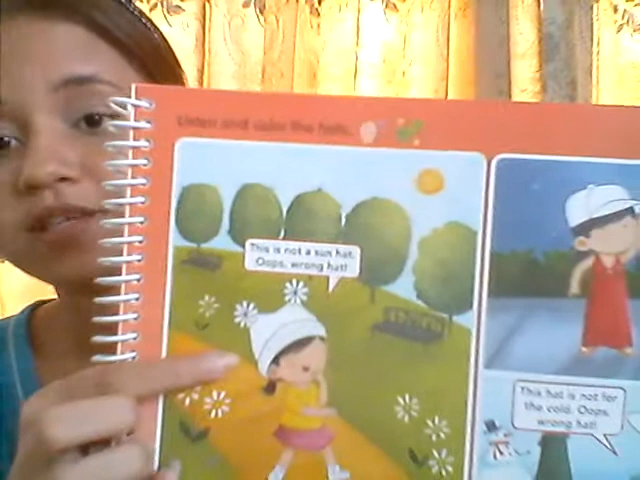 Listen and color the hats.
This is not a sun hat.
Oops, wrong hat!
This hat is not for
the cold. Oops,
wrong hat!